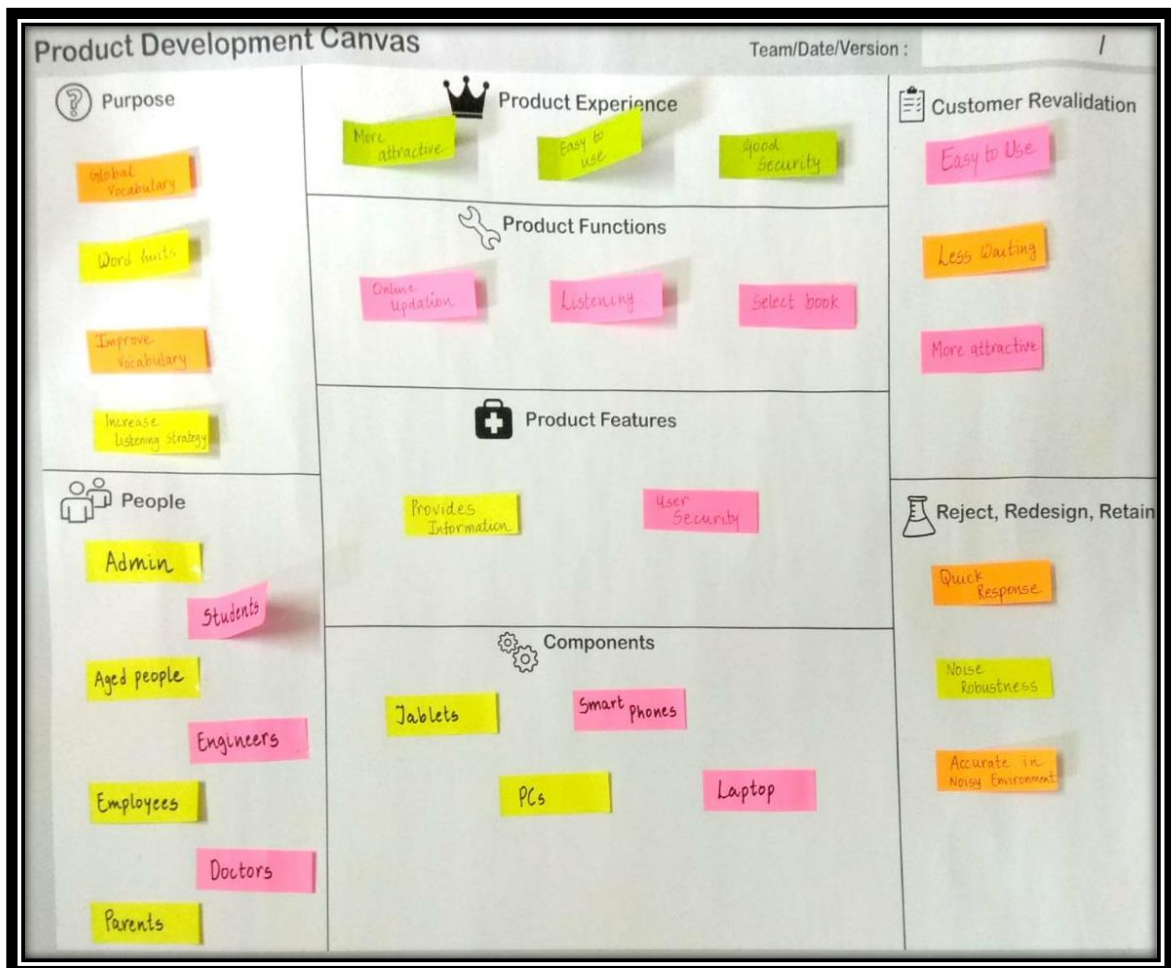 Product Development Canvas
Team/Date/Version :
/
Purpose
Global
Vocabulary
Word hurts
Improve
Vocabulary
Increase
Listening Strategy
People
Admin
Students
Aged people
Engineers
Employees
Doctors
Parents
Product Experience
More
attractive
Easy to
use
Good
Security
Product Functions
Online
Updation
Listening
Select book
Product Features
Provides
Information
User
Security
Components
Tablets
Smart phones
PCs
Laptop
Customer Revalidation
Easy to Use
Less Waiting
More attractive
Reject, Redesign, Retain
Quick
Response
Noise
Robustness
Accurate in
Noisy Environment